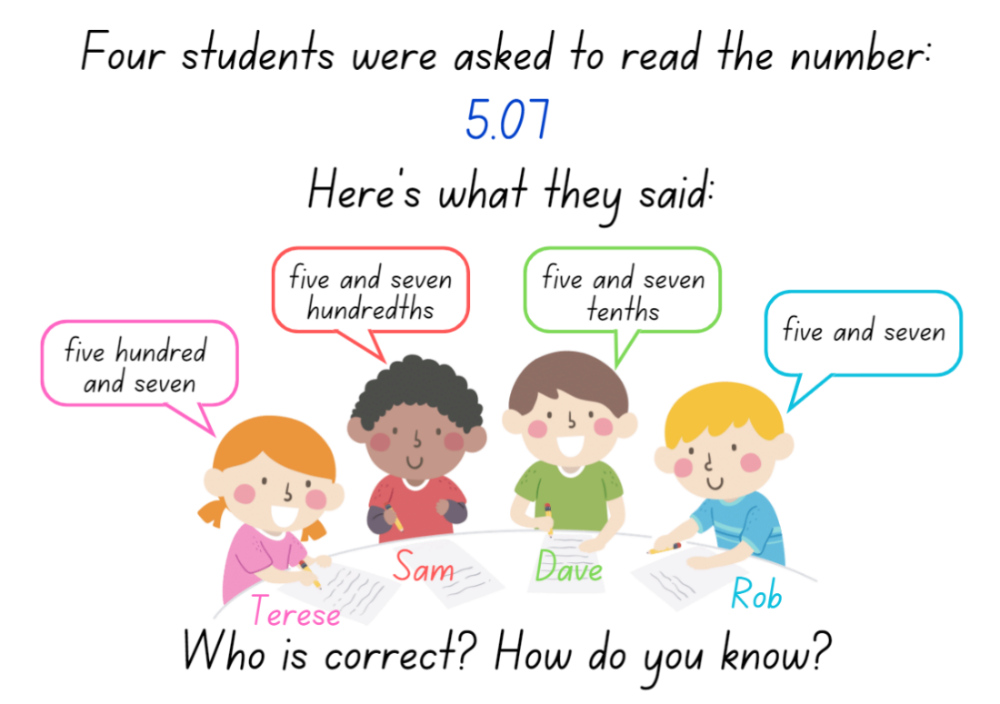 Four students were asked to read the number:
5.07
Here's what they said:
five hundred
and seven
five and seven
hundredths
five and seven
tenths
five and seven
Terese
Sam
Dave
Rob
Who is correct? How do you know?